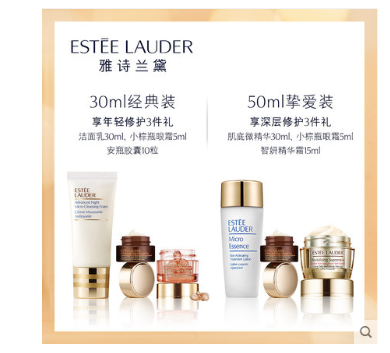 ESTĒE LAUDER
雅诗兰黛
30ml经典装
享年轻修护3件礼
洁面乳30ml, 小棕瓶眼霜5ml
安瓶胶囊10粒
50ml挚爱装
享深层修护3件礼
肌底微精华30ml, 小棕瓶眼霜5ml
智妍精华霜15ml
ESTĒE
LAUDER
ESTĒE
LAUDER
Micro
Essence
ESTĒE LAUDER